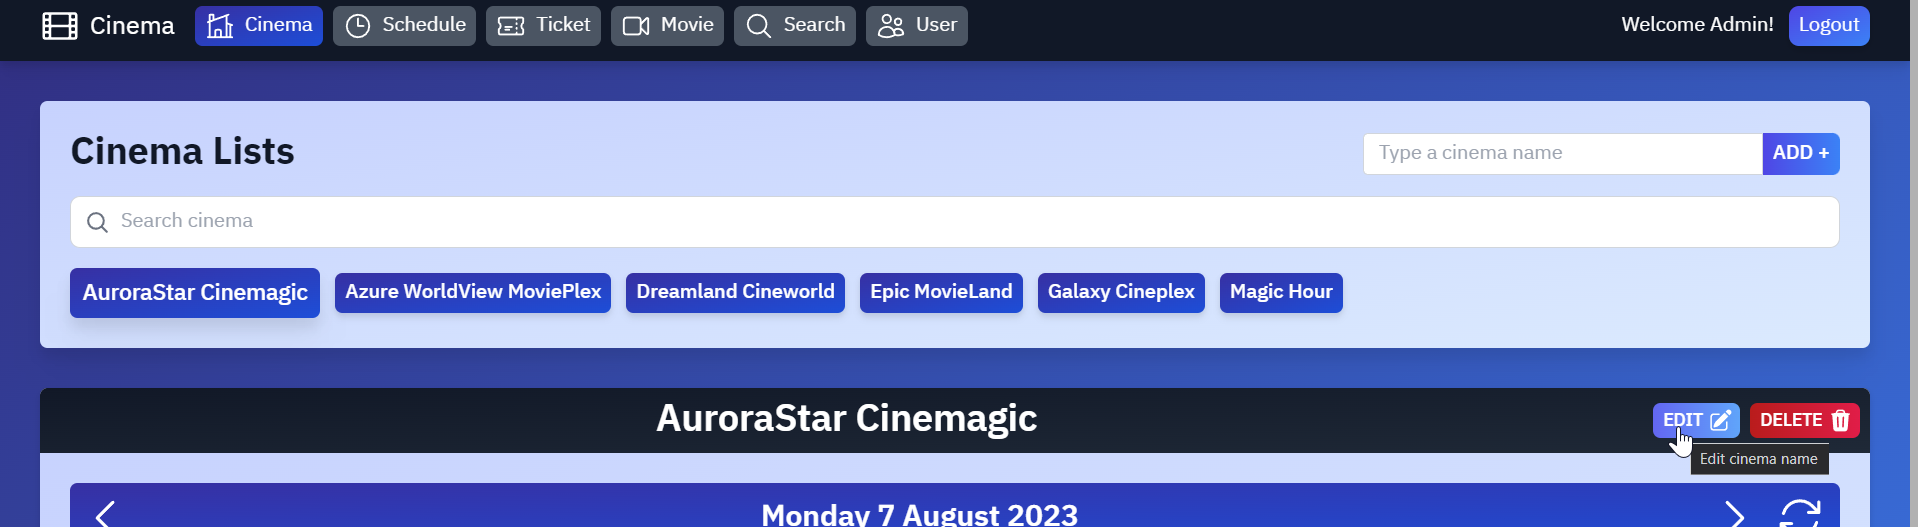 Cinema Cinema Schedule Ticket Movie Search User Welcome Admin! Logout
Cinema Lists Type a cinema name ADD +
Search cinema
AuroraStar Cinemagic Azure WorldView MoviePlex Dreamland Cineworld Epic MovieLand Galaxy Cineplex Magic Hour
AuroraStar Cinemagic EDIT DELETE
Edit cinema name
Monday 7 August 2023